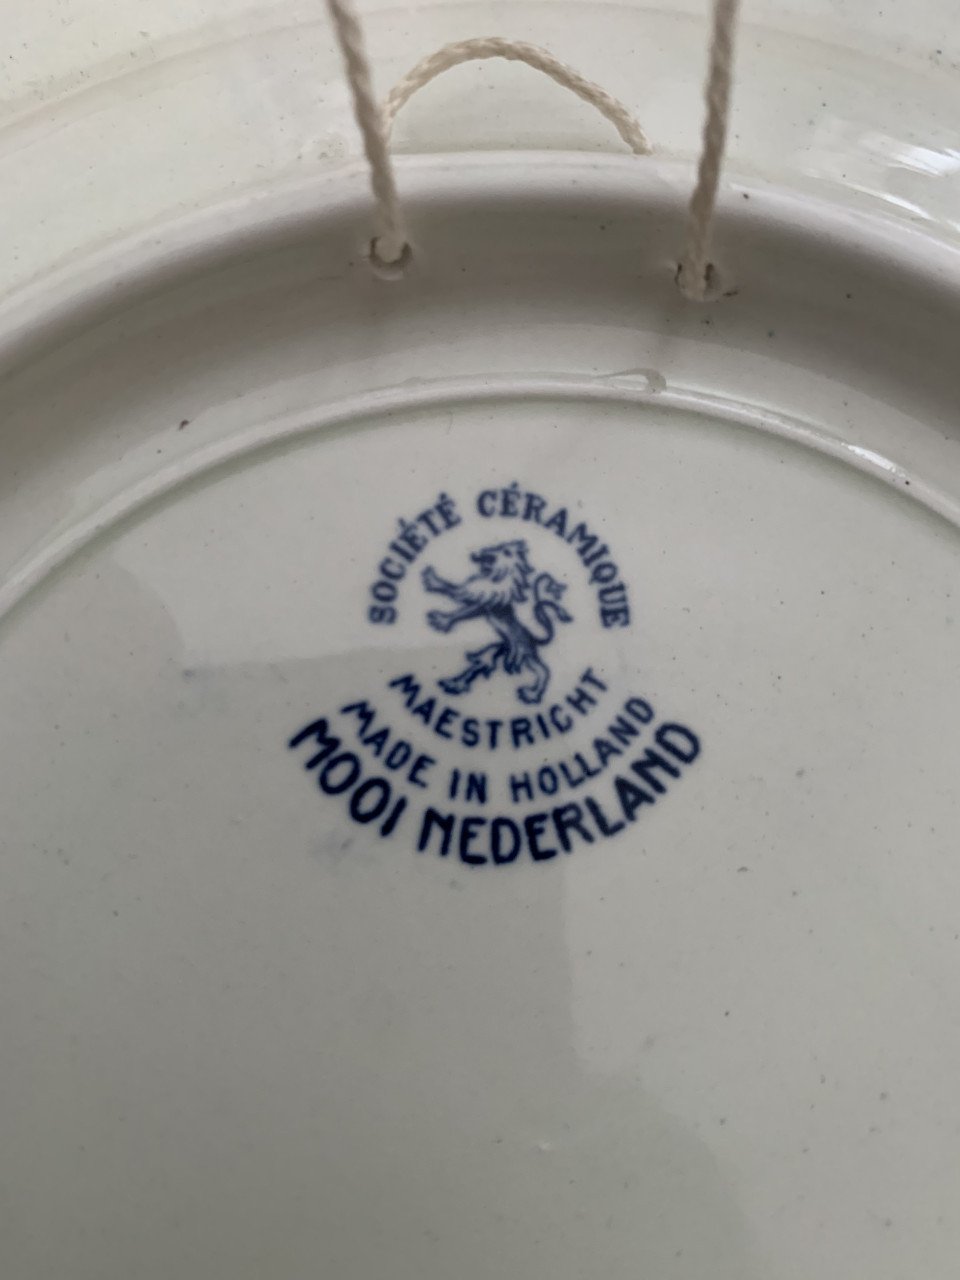 SOCIÉTÉ CÉRAMIQUE
MAESTRICHT
MADE IN HOLLAND
MOOI NEDERLAND